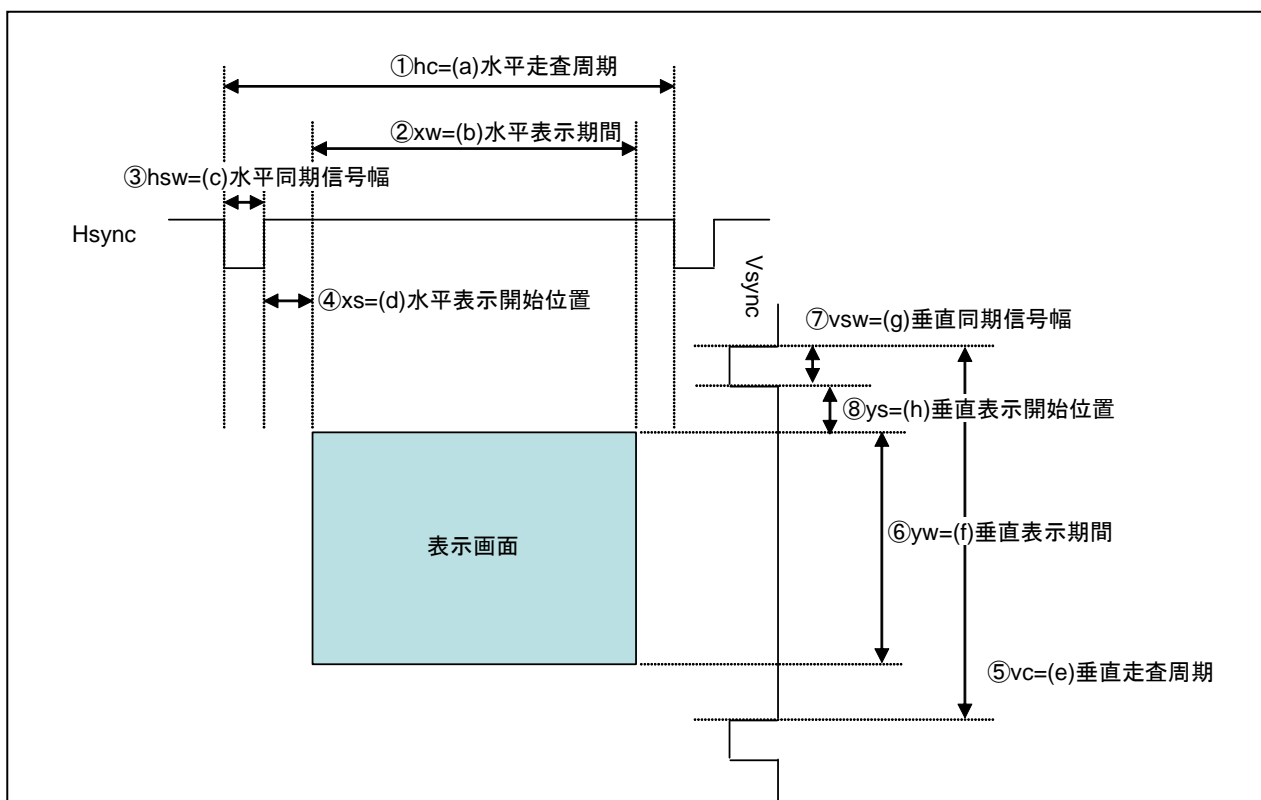 ①hc=(a)水平走査周期
②xw=(b)水平表示期間
③hsw=(c)水平同期信号幅
Hsync
④xs=(d)水平表示開始位置
Vsync
⑦vsw=(g)垂直同期信号幅
⑧ys=(h)垂直表示開始位置
⑥yw=(f)垂直表示期間
表示画面
⑤vc=(e)垂直走査周期